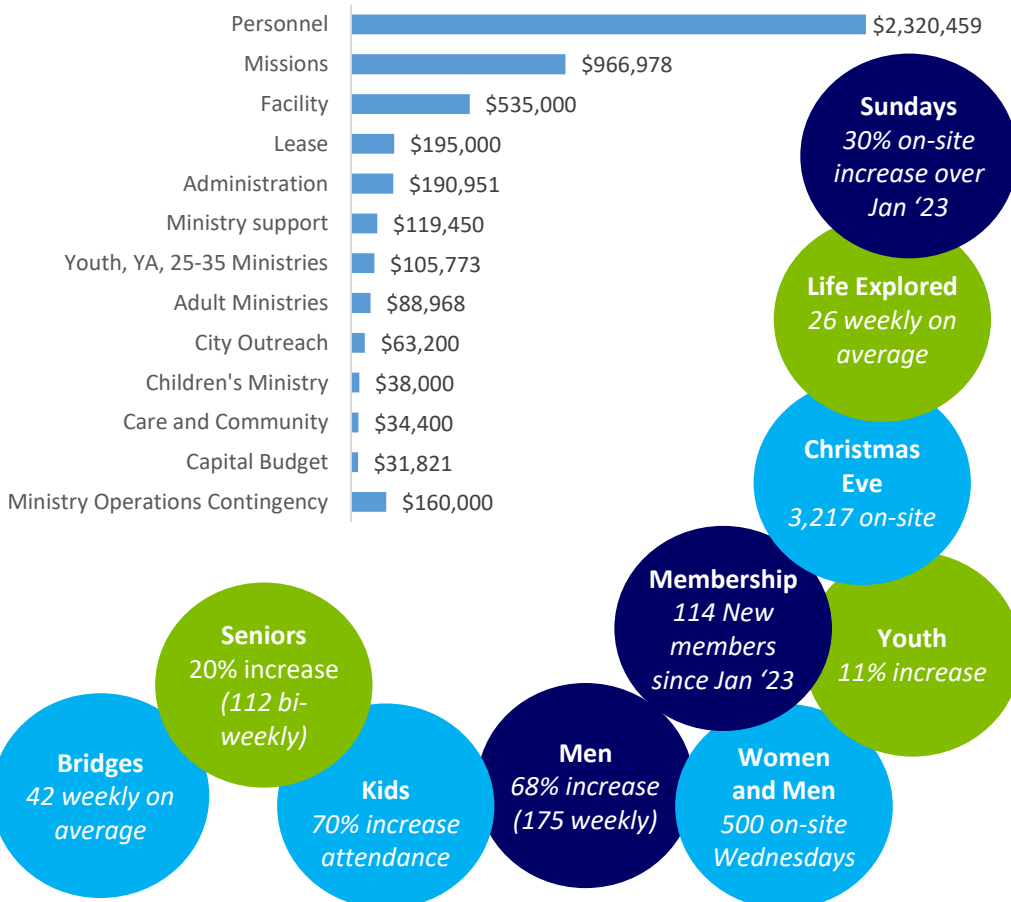 Personnel $2,320,459
Missions $966,978
Facility $535,000
Lease $195,000
Administration $190,951
Ministry support $119,450
Youth, YA, 25-35 Ministries $105,773
Adult Ministries $88,968
City Outreach $63,200
Children's Ministry $38,000
Care and Community $34,400
Capital Budget $31,821
Ministry Operations Contingency $160,000
Sundays
30% on-site
increase over
Jan ‘23
Life Explored
26 weekly on
average
Christmas
Eve
3,217 on-site
Membership
114 New
members
since Jan ‘23
Youth
11% increase
Seniors
20% increase
(112 bi-
weekly)
Bridges
42 weekly on
average
Kids
70% increase
attendance
Men
68% increase
(175 weekly)
Women
and Men
500 on-site
Wednesdays